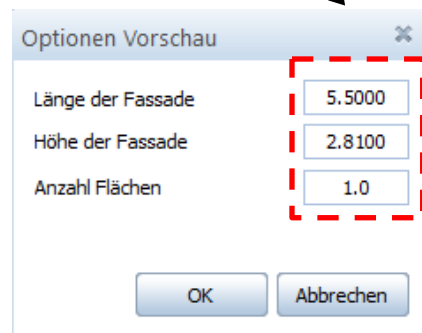 Optionen Vorschau
Länge der Fassade 5.5000
Höhe der Fassade 2.8100
Anzahl Flächen 1.0
OK Abbrechen